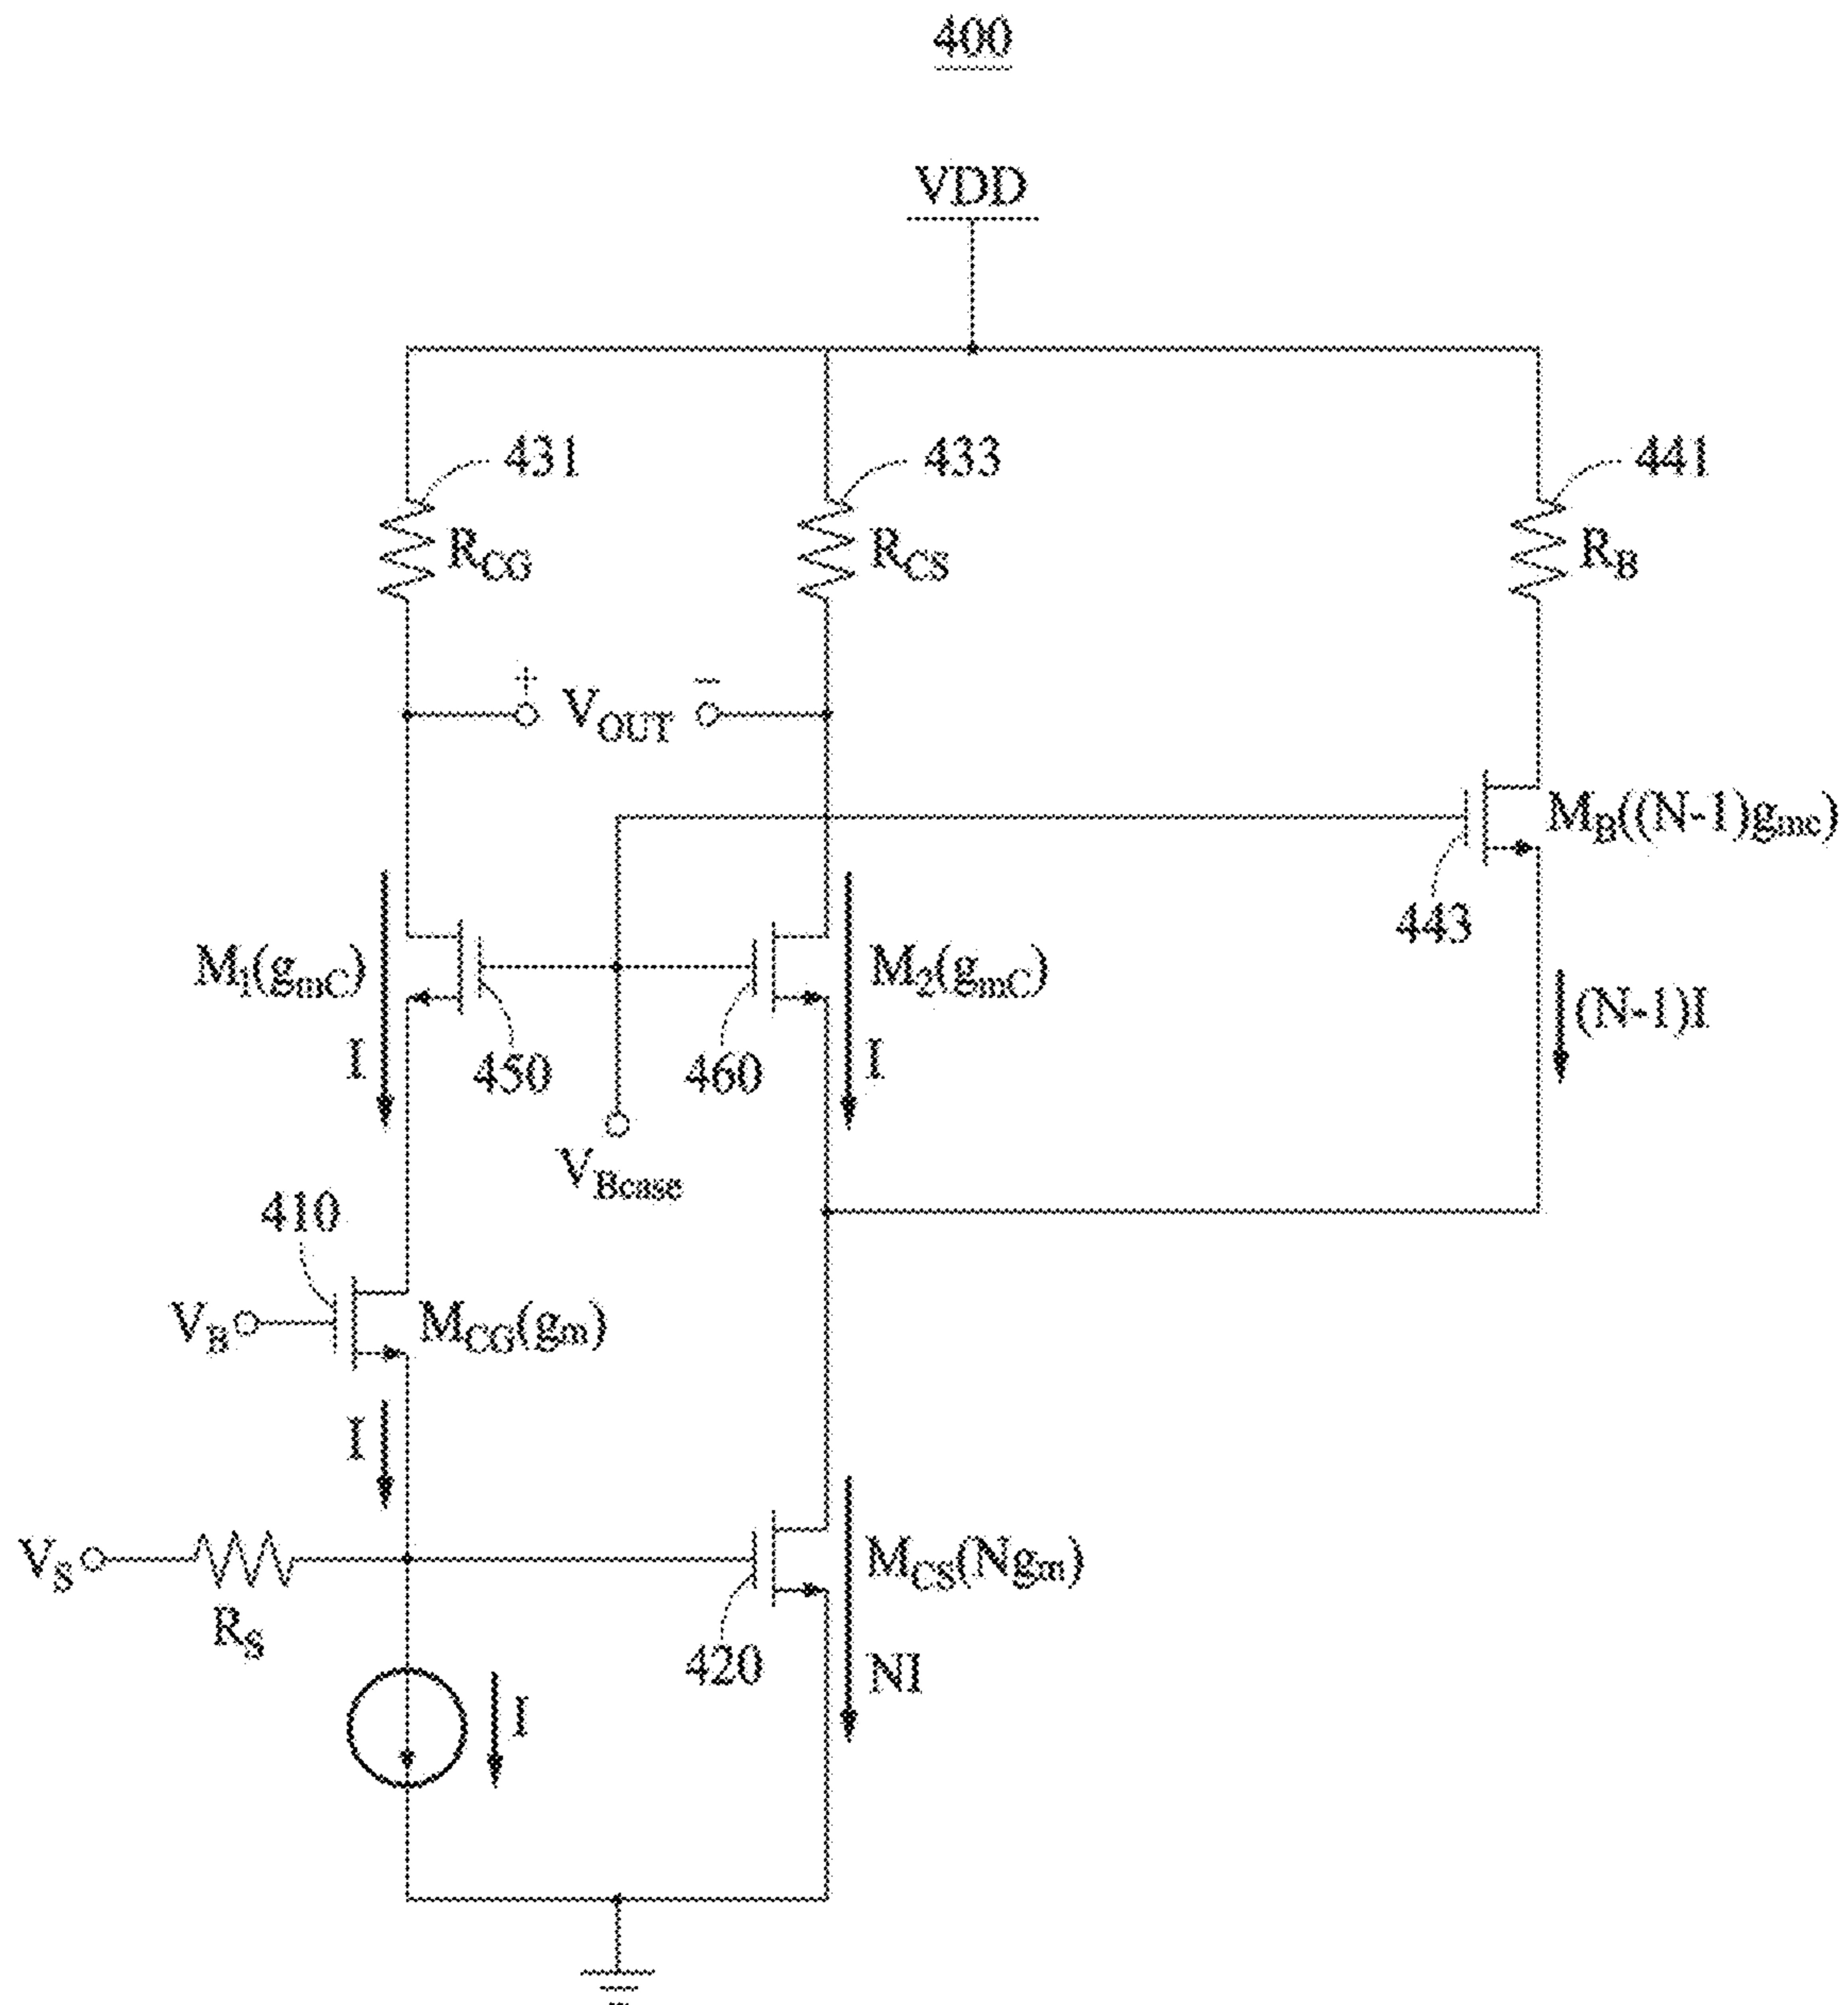 400
VDD
431
433
441
R_CG
R_CS
R_B
+ V_OUT −
M_B((N-1)g_mc)
443
M_1(g_mC)
M_2(g_mC)
(N-1)I
I
450
460
I
V_Bcase
410
V_B
M_CG(g_m)
I
V_S
M_CS(Ng_m)
R_S
420
NI
I